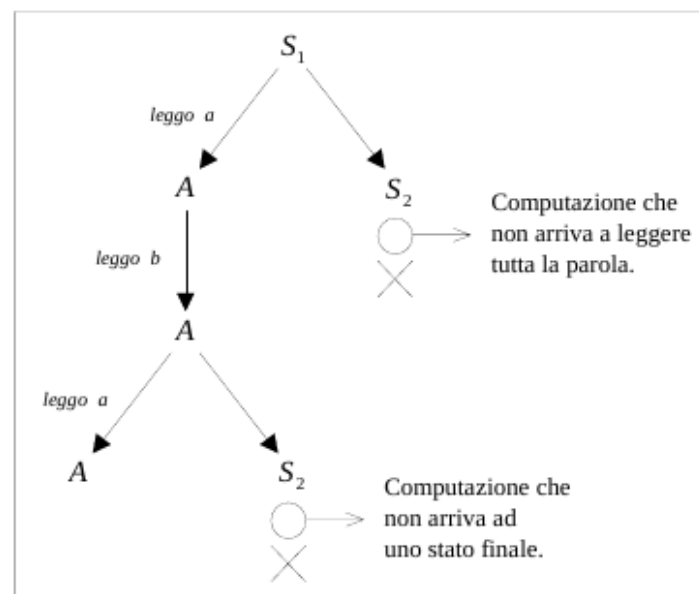 S₁
leggo a
A
S₂
Computazione che
non arriva a leggere
tutta la parola.
leggo b
A
leggo a
A
S₂
Computazione che
non arriva ad
uno stato finale.